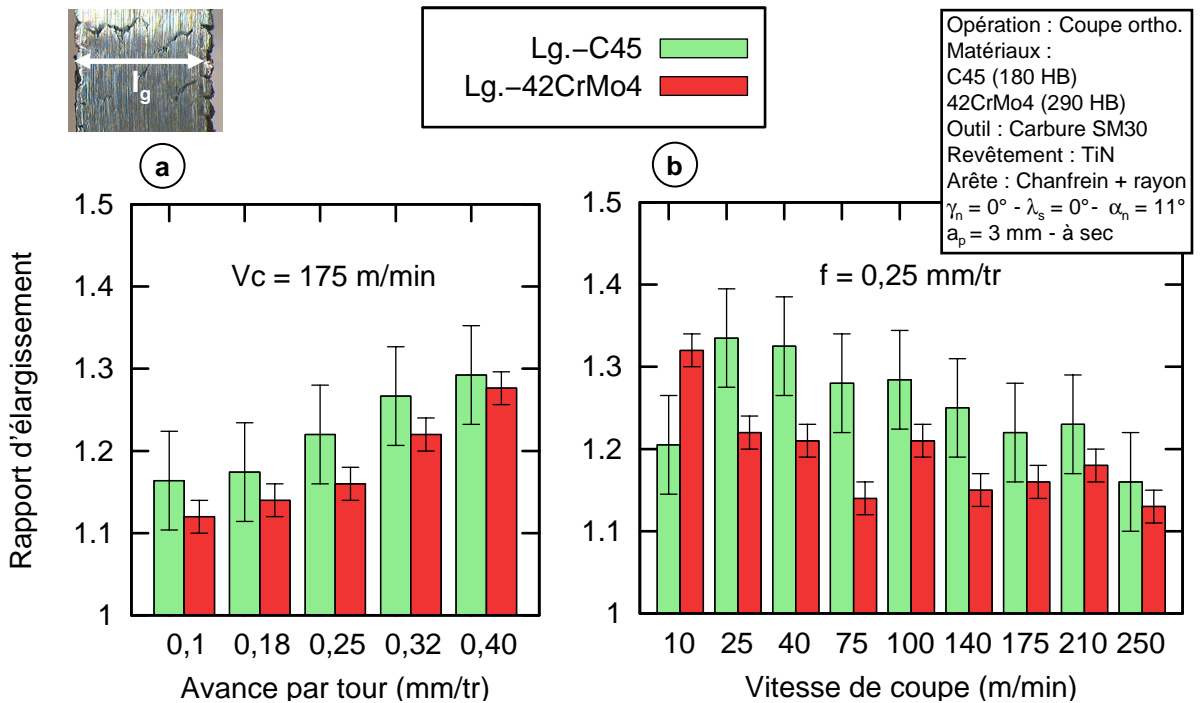 lg
Lg.–C45
Lg.–42CrMo4
Opération : Coupe ortho.
Matériaux :
C45 (180 HB)
42CrMo4 (290 HB)
Outil : Carbure SM30
Revêtement : TiN
Arête : Chanfrein + rayon
γn = 0° - λs = 0°- αn = 11°
ap = 3 mm - à sec
a
Rapport d'élargissement
1.5
1.4
1.3
1.2
1.1
1
Vc = 175 m/min
0,1 0,18 0,25 0,32 0,40
Avance par tour (mm/tr)
b
1.5
1.4
1.3
1.2
1.1
1
f = 0,25 mm/tr
10 25 40 75 100 140 175 210 250
Vitesse de coupe (m/min)